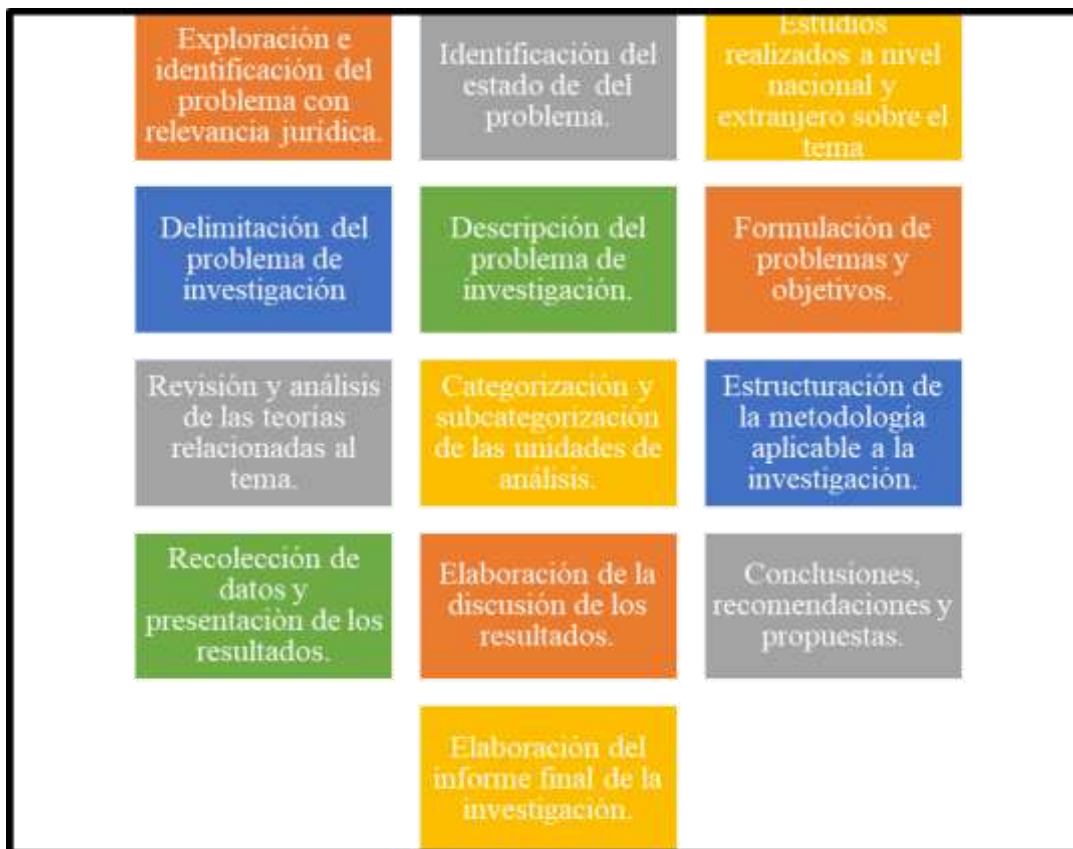 Exploración e
identificación del
problema con
relevancia jurídica.
Identificación del
estado de  del
problema.
Estudios
realizados a nivel
nacional y
extranjero sobre el
tema
Delimitación del
problema de
investigación
Descripción del
problema de
investigación.
Formulación de
problemas y
objetivos.
Revisión y análisis
de las teorías
relacionadas al
tema.
Categorización y
subcategorización
de las unidades de
análisis.
Estructuración de
la metodología
aplicable a la
investigación.
Recolección de
datos y
presentaciòn de los
resultados.
Elaboración de la
discusión de los
resultados.
Conclusiones,
recomendaciones y
propuestas.
Elaboración del
informe final de la
investigación.